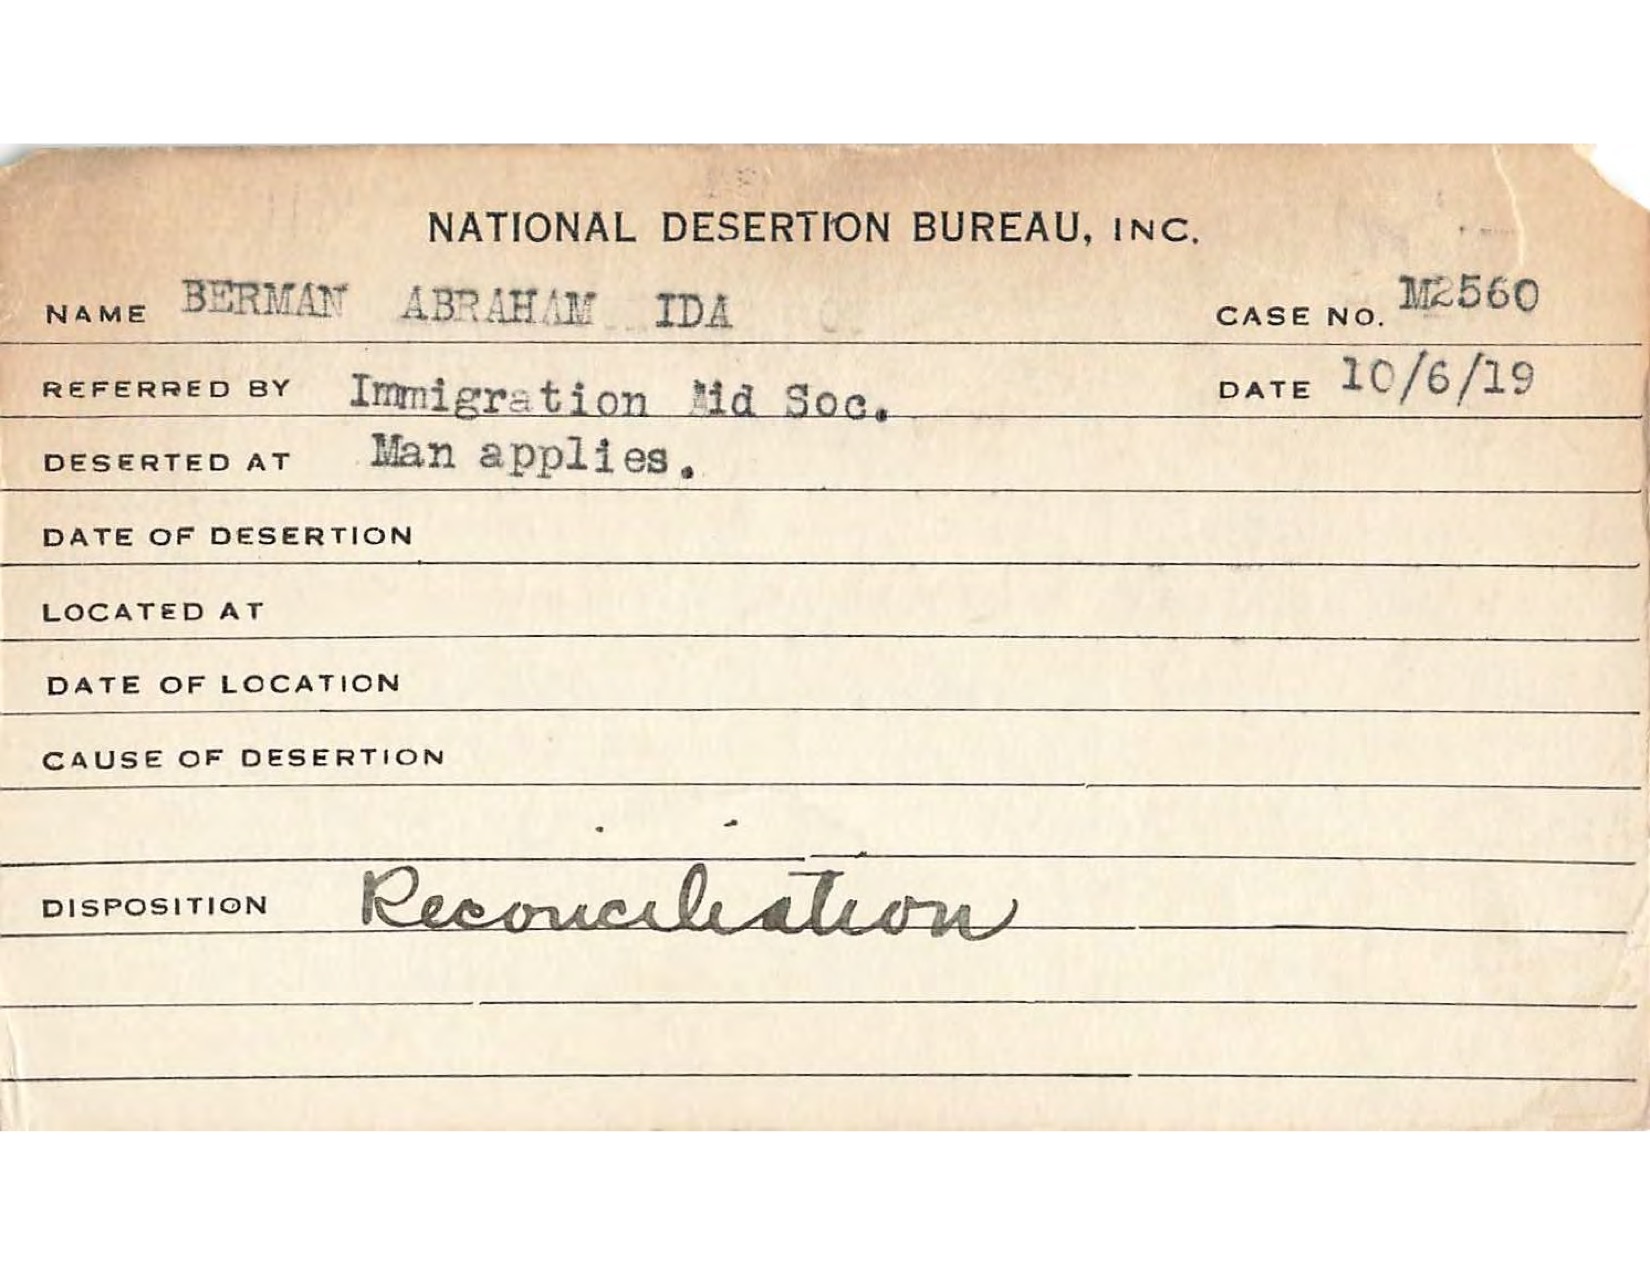 NATIONAL DESERTION BUREAU, INC.
NAME BERMAN ABRAHAM IDA CASE NO. M2560
REFERRED BY Immigration Aid Soc. DATE 10/6/19
DESERTED AT Man applies.
DATE OF DESERTION
LOCATED AT
DATE OF LOCATION
CAUSE OF DESERTION
DISPOSITION Reconciliation